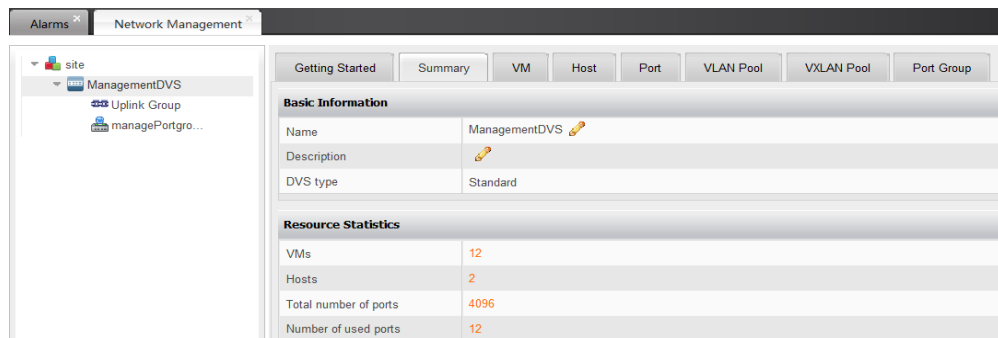 Alarms
Network Management
site
ManagementDVS
Uplink Group
managePortgro...
Getting Started
Summary
VM
Host
Port
VLAN Pool
VXLAN Pool
Port Group
Basic Information
Name ManagementDVS
Description
DVS type Standard
Resource Statistics
VMs 12
Hosts 2
Total number of ports 4096
Number of used ports 12